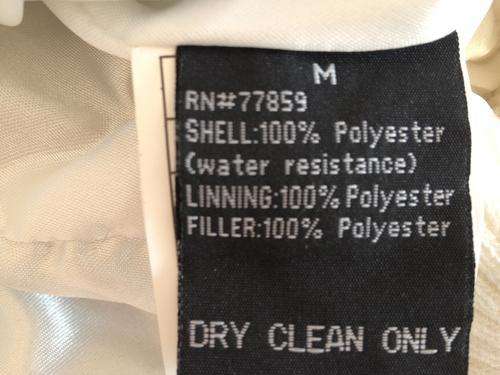 M
RN#77859
SHELL:100% Polyester
(water resistance)
LINNING:100% Polyester
FILLER:100% Polyester
DRY CLEAN ONLY